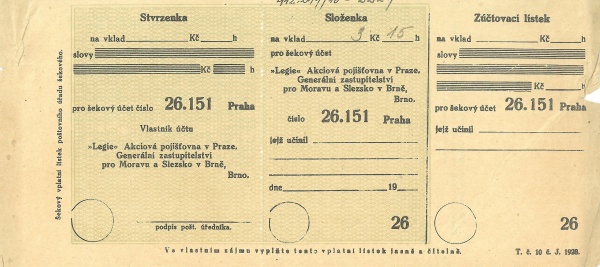 Šekový vplatní lístek poštovního úřadu šekového.
Stvrzenka
na vklad Kč h
slovy
Kč h
pro šekový účet číslo 26.151 Praha
Vlastník účtu
»Legie« Akciová pojišťovna v Praze.
Generální zastupitelství
pro Moravu a Slezsko v Brně,
Brno.
podpis pošt. úředníka.
Složenka
na vklad 9 Kč 15 h
pro šekový účet
»Legie« Akciová pojišťovna v Praze.
Generální zastupitelství
pro Moravu a Slezsko v Brně,
Brno.
číslo 26.151 Praha
jejž učinil
dne 19
26
Zúčtovací lístek
na vklad Kč h
slovy
Kč h
pro šekový účet 26.151 Praha
jejž učinil
26
Ve vlastním zájmu vyplňte tento vplatní lístek jasně a čitelně.
T. č. 10 č. J. 1938.